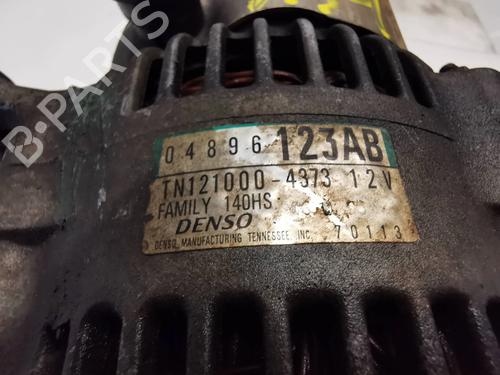 B-PARTS
04896 123AB
TN121000-4373 12V
FAMILY 140HS
DENSO 70113
DENSO MANUFACTURING TENNESSEE, INC.